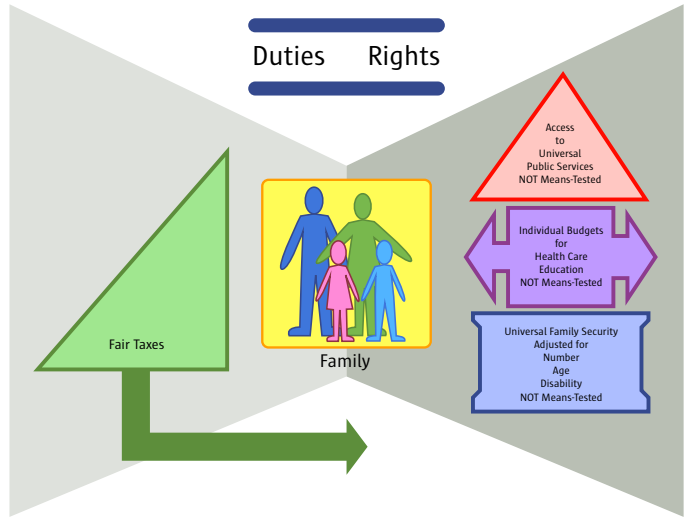 Duties Rights
Access
to
Universal
Public Services
NOT Means-Tested
Individual Budgets
for
Health Care
Education
NOT Means-Tested
Universal Family Security
Adjusted for
Number
Age
Disability
NOT Means-Tested
Fair Taxes
Family